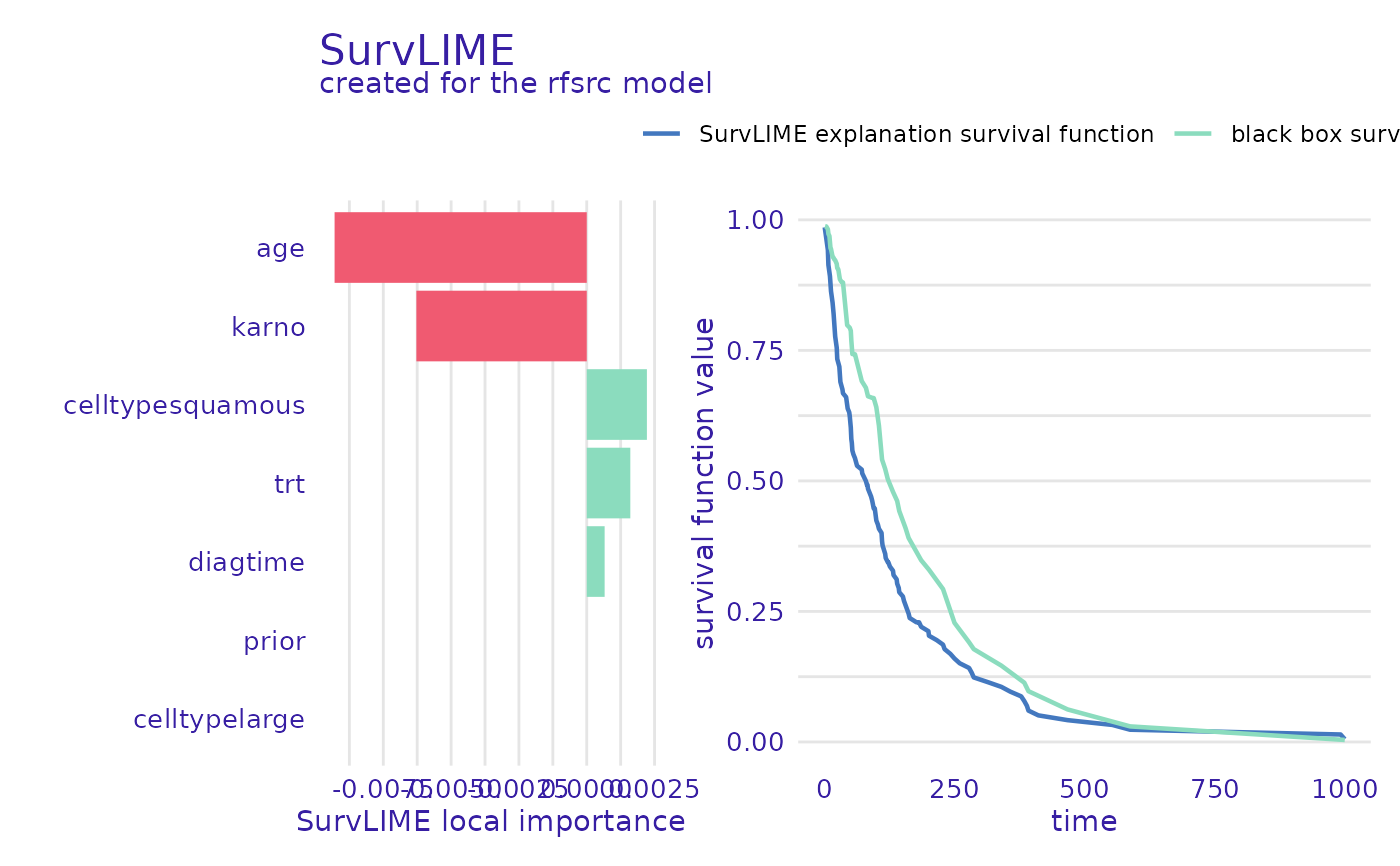 SurvLIME
created for the rfsrc model
SurvLIME explanation survival function
black box surv
age
karno
celltypesquamous
trt
diagtime
prior
celltypelarge
SurvLIME local importance
survival function value
1.00
0.75
0.50
0.25
0.00
0 250 500 750 1000
time